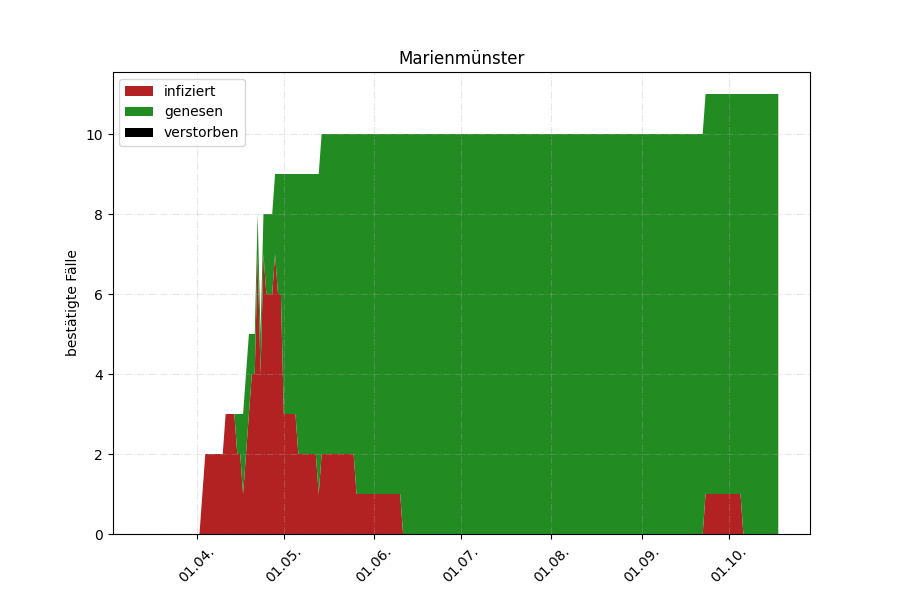 Marienmünster
infiziert
genesen
verstorben
bestätigte Fälle
10
8
6
4
2
0
01.04.
01.05.
01.06.
01.07.
01.08.
01.09.
01.10.